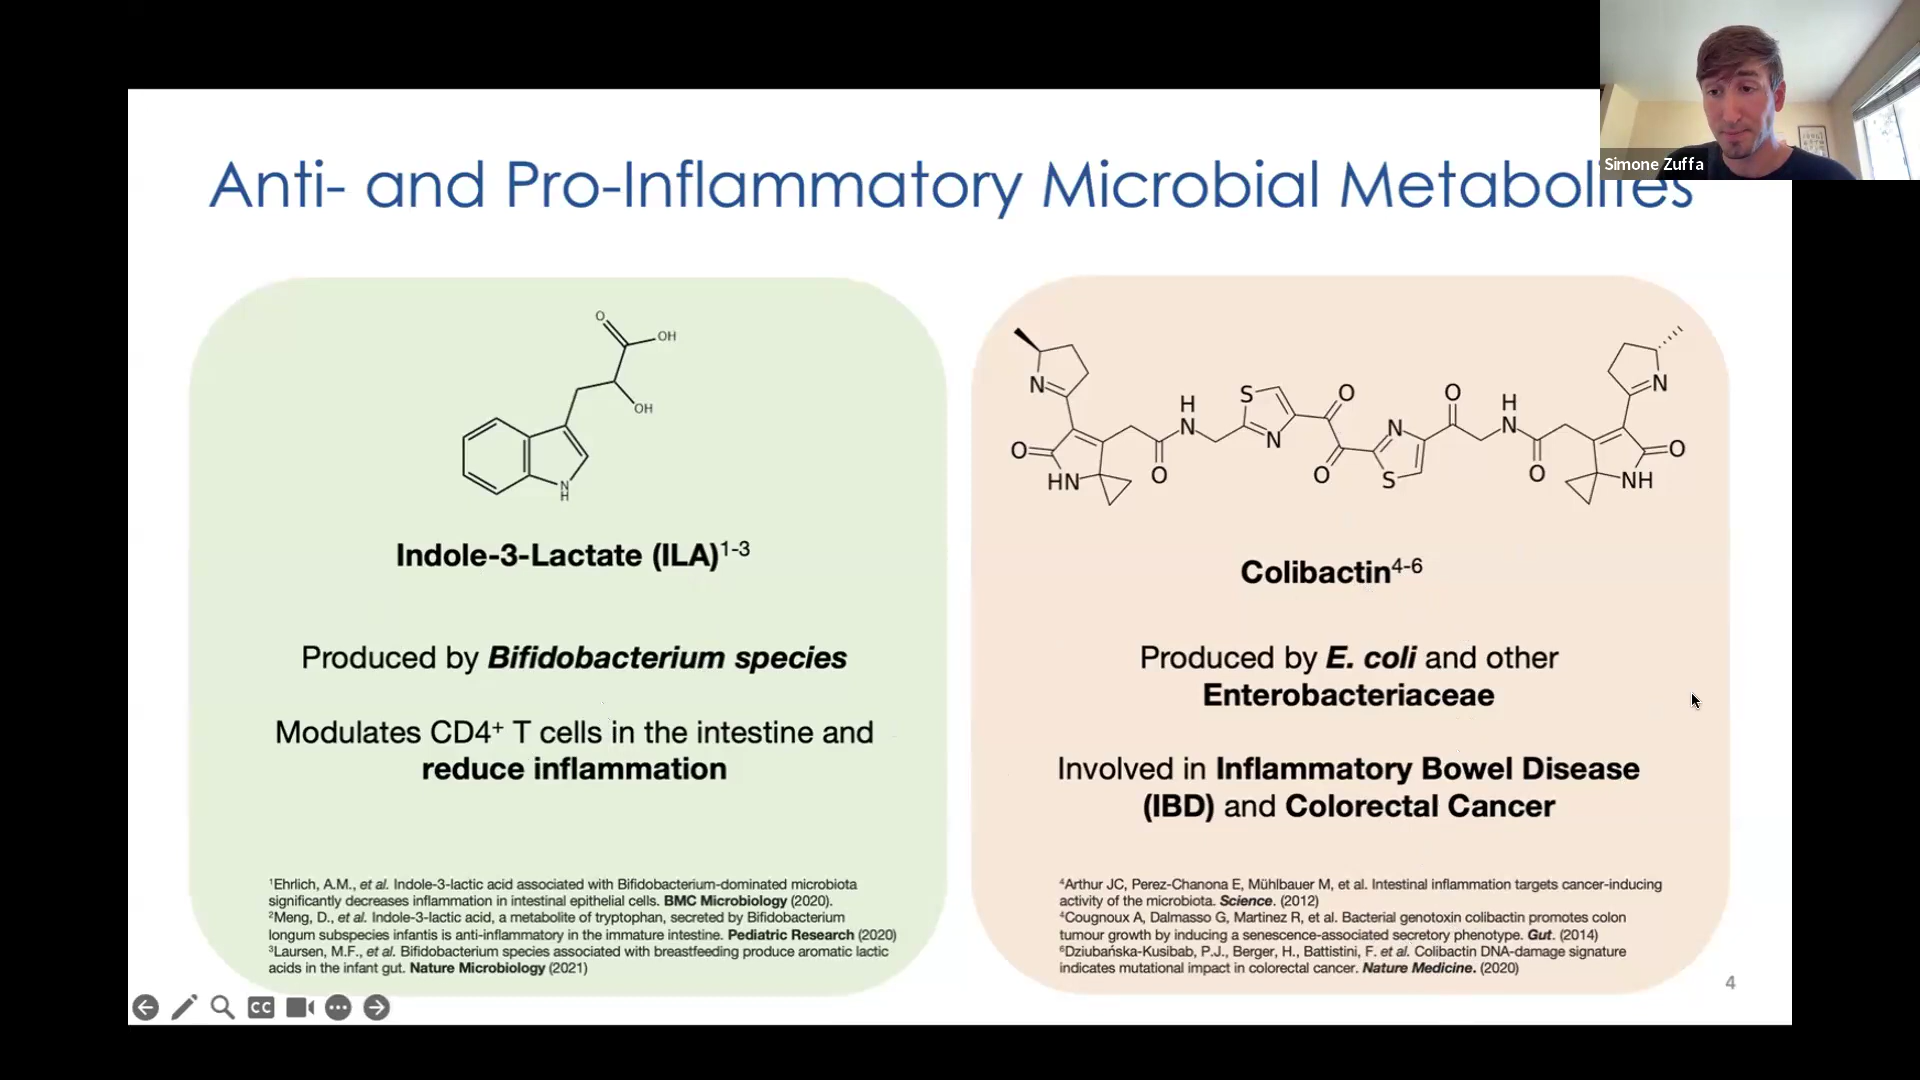 Simone Zuffa
Anti- and Pro-Inflammatory Microbial Metabolites
O
OH
OH
N
H
Indole-3-Lactate (ILA)1-3
Produced by Bifidobacterium species
Modulates CD4+ T cells in the intestine and
reduce inflammation
1Ehrlich, A.M., et al. Indole-3-lactic acid associated with Bifidobacterium-dominated microbiota
significantly decreases inflammation in intestinal epithelial cells. BMC Microbiology (2020).
2Meng, D., et al. Indole-3-lactic acid, a metabolite of tryptophan, secreted by Bifidobacterium
longum subspecies infantis is anti-inflammatory in the immature intestine. Pediatric Research (2020)
3Laursen, M.F., et al. Bifidobacterium species associated with breastfeeding produce aromatic lactic
acids in the infant gut. Nature Microbiology (2021)
N N
H S O O H
N N N N
O O O O
HN O S O NH
Colibactin4-6
Produced by E. coli and other
Enterobacteriaceae
Involved in Inflammatory Bowel Disease
(IBD) and Colorectal Cancer
4Arthur JC, Perez-Chanona E, Mühlbauer M, et al. Intestinal inflammation targets cancer-inducing
activity of the microbiota. Science. (2012)
4Cougnoux A, Dalmasso G, Martinez R, et al. Bacterial genotoxin colibactin promotes colon
tumour growth by inducing a senescence-associated secretory phenotype. Gut. (2014)
6Dziubańska-Kusibab, P.J., Berger, H., Battistini, F. et al. Colibactin DNA-damage signature
indicates mutational impact in colorectal cancer. Nature Medicine. (2020)
4
CC